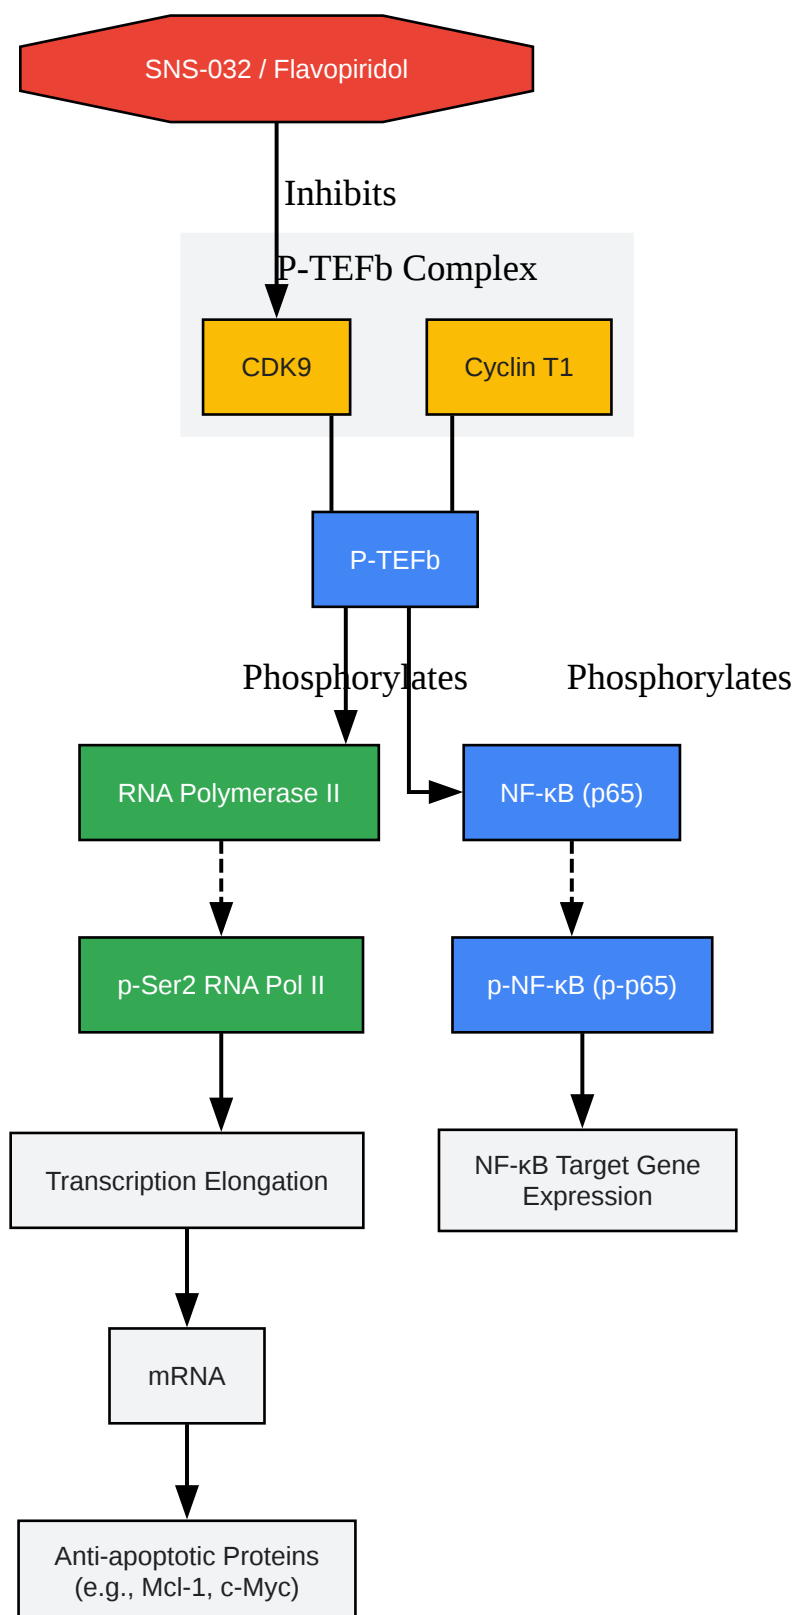 SNS-032 / Flavopiridol
Inhibits
P-TEFb Complex
CDK9
Cyclin T1
P-TEFb
Phosphorylates
Phosphorylates
RNA Polymerase II
NF-κB (p65)
p-Ser2 RNA Pol II
p-NF-κB (p-p65)
Transcription Elongation
NF-κB Target Gene
Expression
mRNA
Anti-apoptotic Proteins
(e.g., Mcl-1, c-Myc)